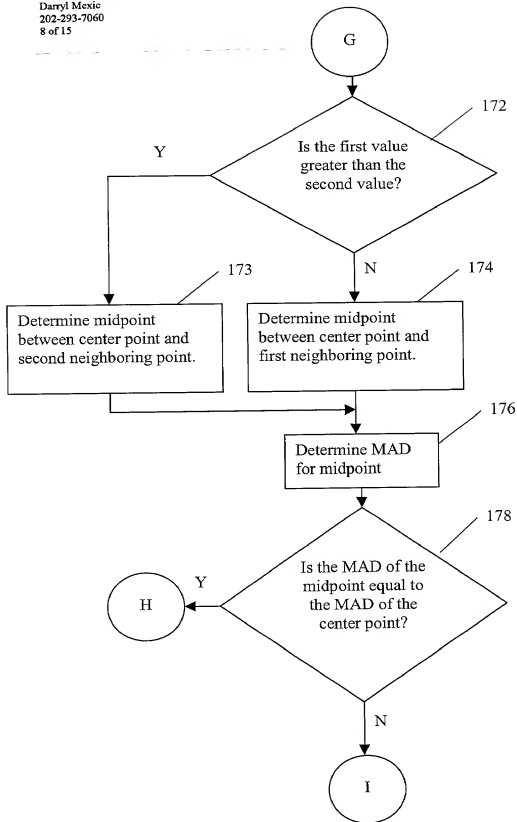 Darryl Mexic
202-293-7060
8 of 15
G
172
Is the first value
greater than the
second value?
Y
N
173
174
Determine midpoint
between center point and
second neighboring point.
Determine midpoint
between center point and
first neighboring point.
176
Determine MAD
for midpoint
178
Is the MAD of the
midpoint equal to
the MAD of the
center point?
Y
H
N
I